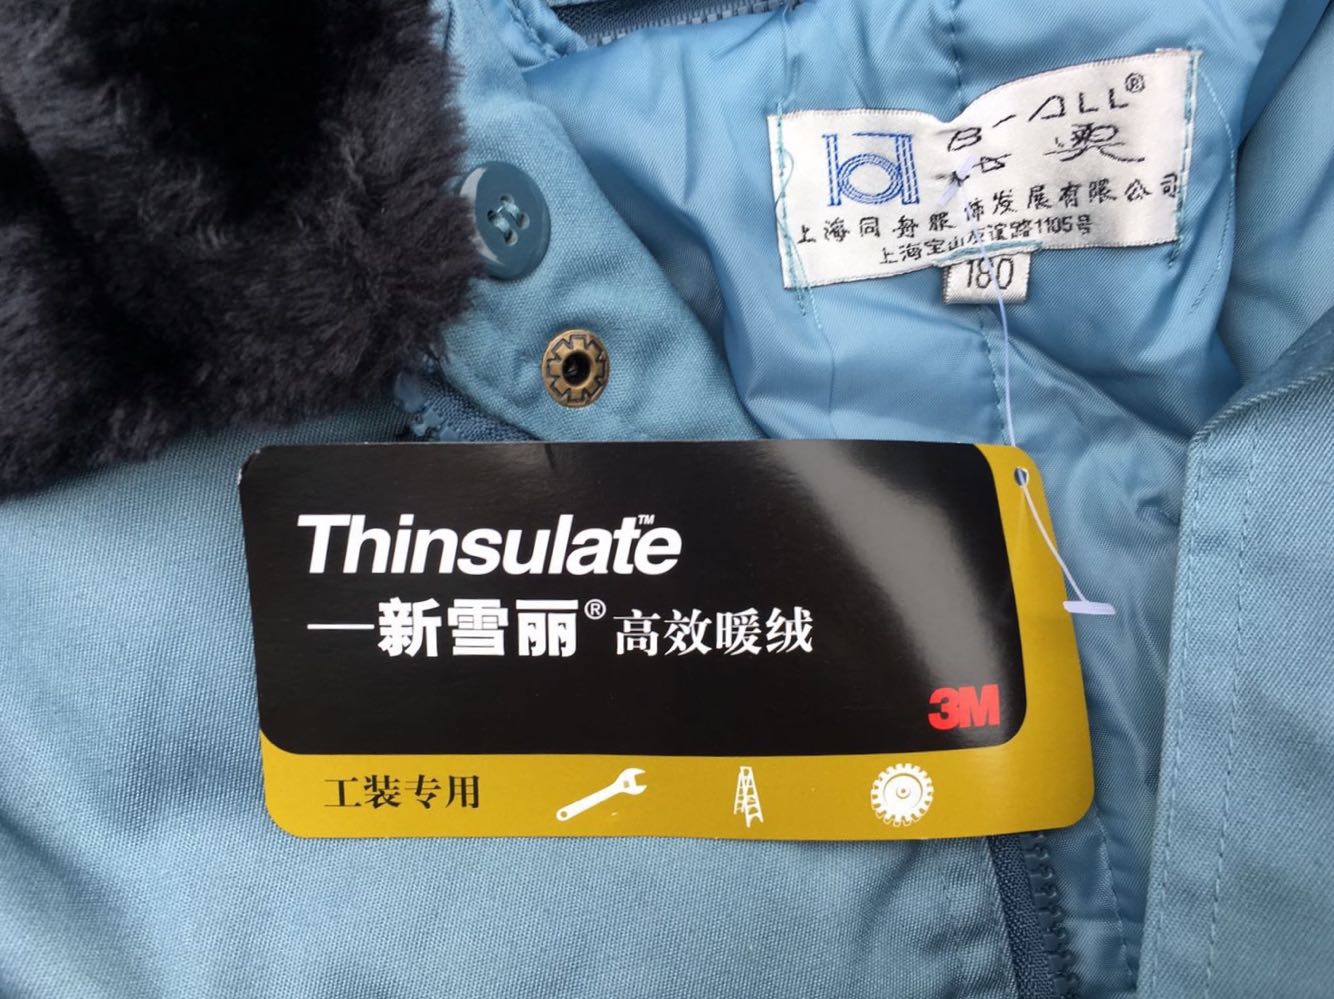 B-ALL®
上海同舟服饰发展有限公司
上海宝山友谊路1105号
180
Thinsulate™
—新雪丽®高效暖绒
3M
工装专用